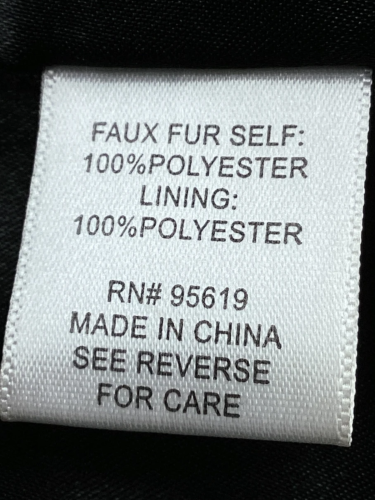 FAUX FUR SELF:
100%POLYESTER
LINING:
100%POLYESTER
RN# 95619
MADE IN CHINA
SEE REVERSE
FOR CARE